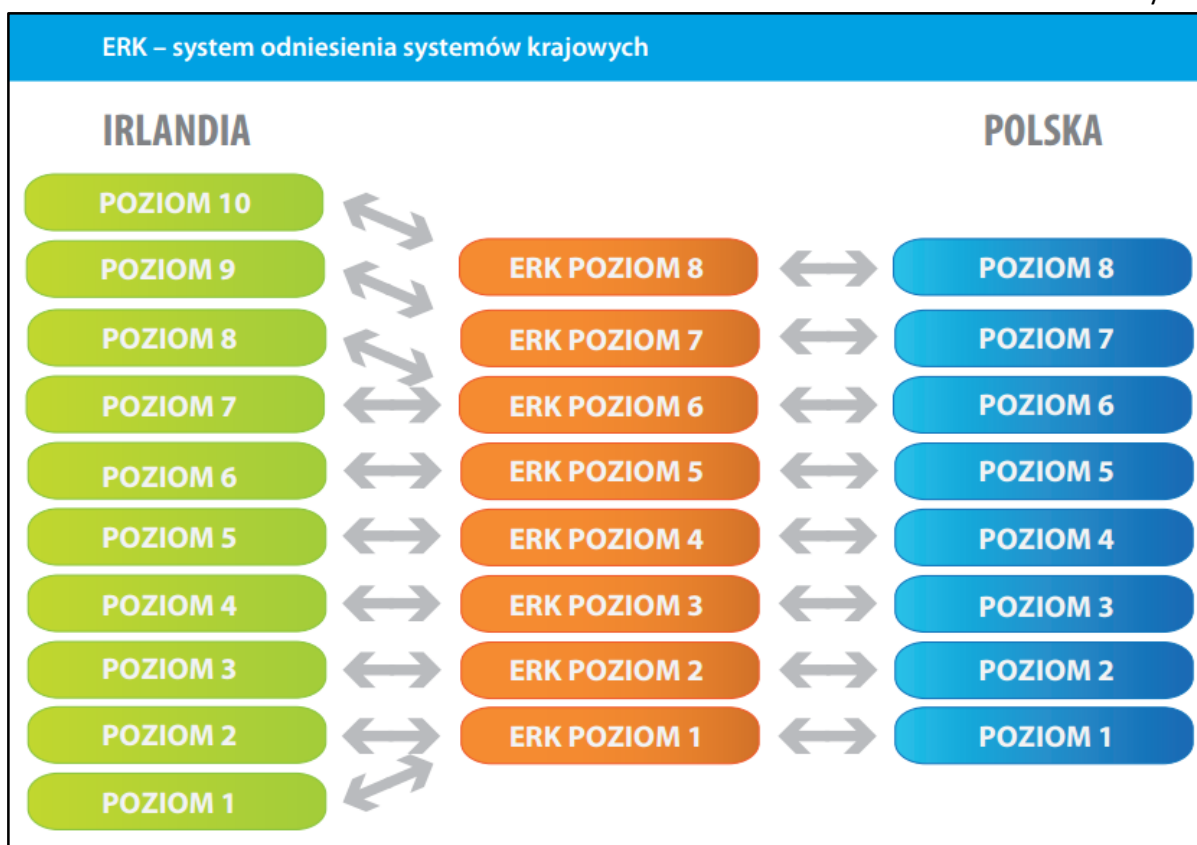 ERK – system odniesienia systemów krajowych
IRLANDIA
POLSKA
POZIOM 10
POZIOM 9
ERK POZIOM 8
POZIOM 8
POZIOM 8
ERK POZIOM 7
POZIOM 7
POZIOM 7
ERK POZIOM 6
POZIOM 6
POZIOM 6
ERK POZIOM 5
POZIOM 5
POZIOM 5
ERK POZIOM 4
POZIOM 4
POZIOM 4
ERK POZIOM 3
POZIOM 3
POZIOM 3
ERK POZIOM 2
POZIOM 2
POZIOM 2
ERK POZIOM 1
POZIOM 1
POZIOM 1